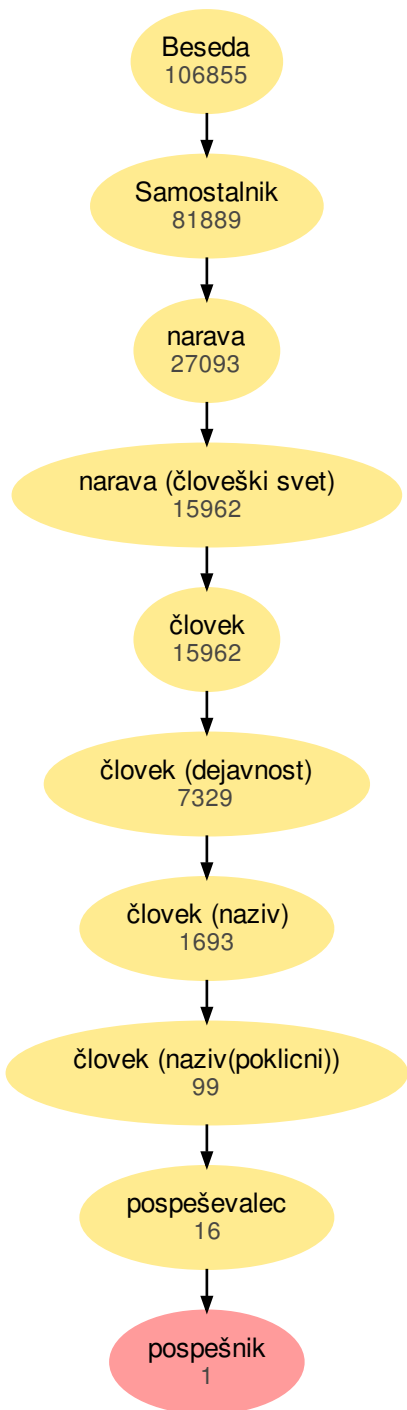 Beseda
106855
Samostalnik
81889
narava
27093
narava (človeški svet)
15962
človek
15962
človek (dejavnost)
7329
človek (naziv)
1693
človek (naziv(poklicni))
99
pospeševalec
16
pospešnik
1